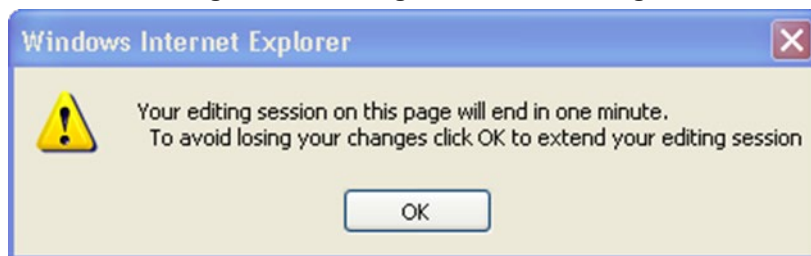 Windows Internet Explorer
Your editing session on this page will end in one minute.
To avoid losing your changes click OK to extend your editing session
OK